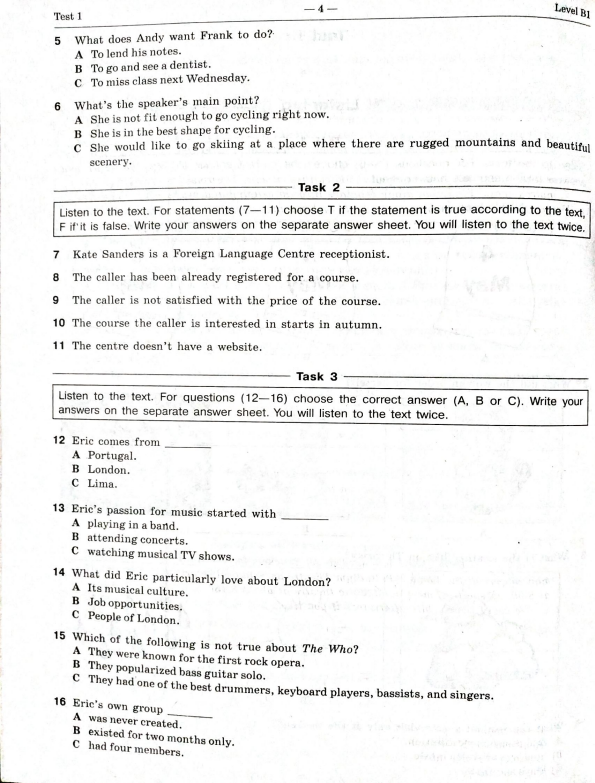 Test 1
— 4 —
Level B1
5 What does Andy want Frank to do?
A To lend his notes.
B To go and see a dentist.
C To miss class next Wednesday.
6 What's the speaker's main point?
A She is not fit enough to go cycling right now.
B She is in the best shape for cycling.
C She would like to go skiing at a place where there are rugged mountains and beautiful
scenery.
Task 2
Listen to the text. For statements (7—11) choose T if the statement is true according to the text,
F if it is false. Write your answers on the separate answer sheet. You will listen to the text twice.
7 Kate Sanders is a Foreign Language Centre receptionist.
8 The caller has been already registered for a course.
9 The caller is not satisfied with the price of the course.
10 The course the caller is interested in starts in autumn.
11 The centre doesn't have a website.
Task 3
Listen to the text. For questions (12—16) choose the correct answer (A, B or C). Write your
answers on the separate answer sheet. You will listen to the text twice.
12 Eric comes from _______
A Portugal.
B London.
C Lima.
13 Eric's passion for music started with _______
A playing in a band.
B attending concerts.
C watching musical TV shows.
14 What did Eric particularly love about London?
A Its musical culture.
B Job opportunities.
C People of London.
15 Which of the following is not true about The Who?
A They were known for the first rock opera.
B They popularized bass guitar solo.
C They had one of the best drummers, keyboard players, bassists, and singers.
16 Eric's own group _______
A was never created.
B existed for two months only.
C had four members.